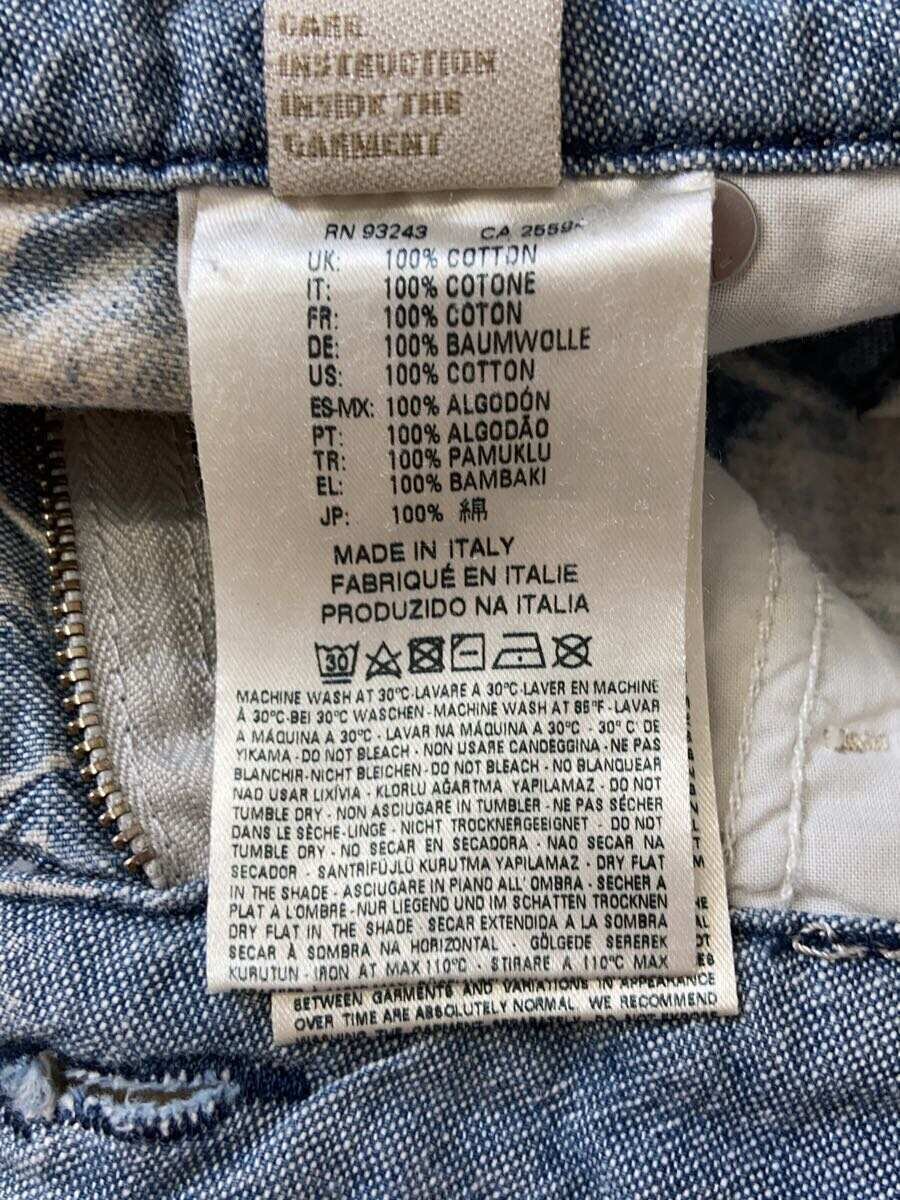 CARE
INSTRUCTION
INSIDE THE
GARMENT
RN 93243 CA
UK: 100% COTTON
IT: 100% COTONE
FR: 100% COTON
DE: 100% BAUMWOLLE
US: 100% COTTON
ES-MX: 100% ALGODÓN
PT: 100% ALGODÃO
TR: 100% PAMUKLU
EL: 100% BAMBAKI
JP: 100% 綿
MADE IN ITALY
FABRIQUÉ EN ITALIE
PRODUZIDO NA ITALIA
30
MACHINE WASH AT 30°C-LAVARE A 30°C-LAVER EN MACHINE
À 30°C-BEI 30°C WASCHEN-MACHINE WASH AT 86°F-LAVAR
A MÁQUINA A 30°C - LAVAR NA MÁQUINA A 30°C - 30°C' DE
YIKAMA - DO NOT BLEACH - NON USARE CANDEGGINA - NE PAS
BLANCHIR-NICHT BLEICHEN-DO NOT BLEACH - NO BLANQUEAR
NAO USAR LIXÍVIA - KLORLU AĞARTMA YAPILAMAZ - DO NOT
TUMBLE DRY - NON ASCIUGARE IN TUMBLER - NE PAS SÉCHER
DANS LE SÈCHE-LINGE - NICHT TROCKNERGEEIGNET - DO NOT
TUMBLE DRY - NO SECAR EN SECADORA - NAO SECAR NA
SECADOR - SANTRİFÜJLÜ KURUTMA YAPILAMAZ - DRY FLAT
IN THE SHADE - ASCIUGARE IN PIANO ALL' OMBRA - SECHER A
PLAT A L'OMBRE-NUR LIEGEND UND IM SCHATTEN TROCKNEN
DRY FLAT IN THE SHADE - SECAR EXTENDIDA A LA SOMBRA
SECAR À SOMBRA NA HORIZONTAL - GÖLGEDE SEREREK
KURUTUN - IRON AT MAX 110°C - STIRARE A 110°C MAX
BETWEEN GARMENTS AND VARIATIONS IN APPEARANCE
OVER TIME ARE ABSOLUTELY NORMAL. WE RECOMMEND